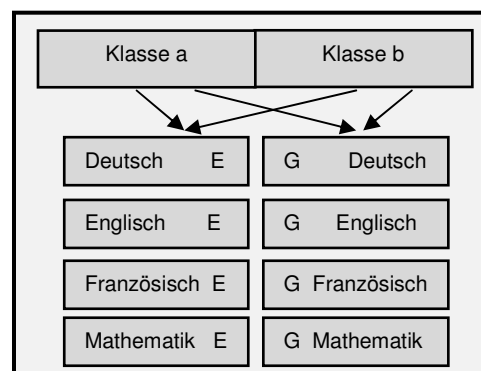 Klasse a Klasse b
Deutsch E G Deutsch
Englisch E G Englisch
Französisch E G Französisch
Mathematik E G Mathematik